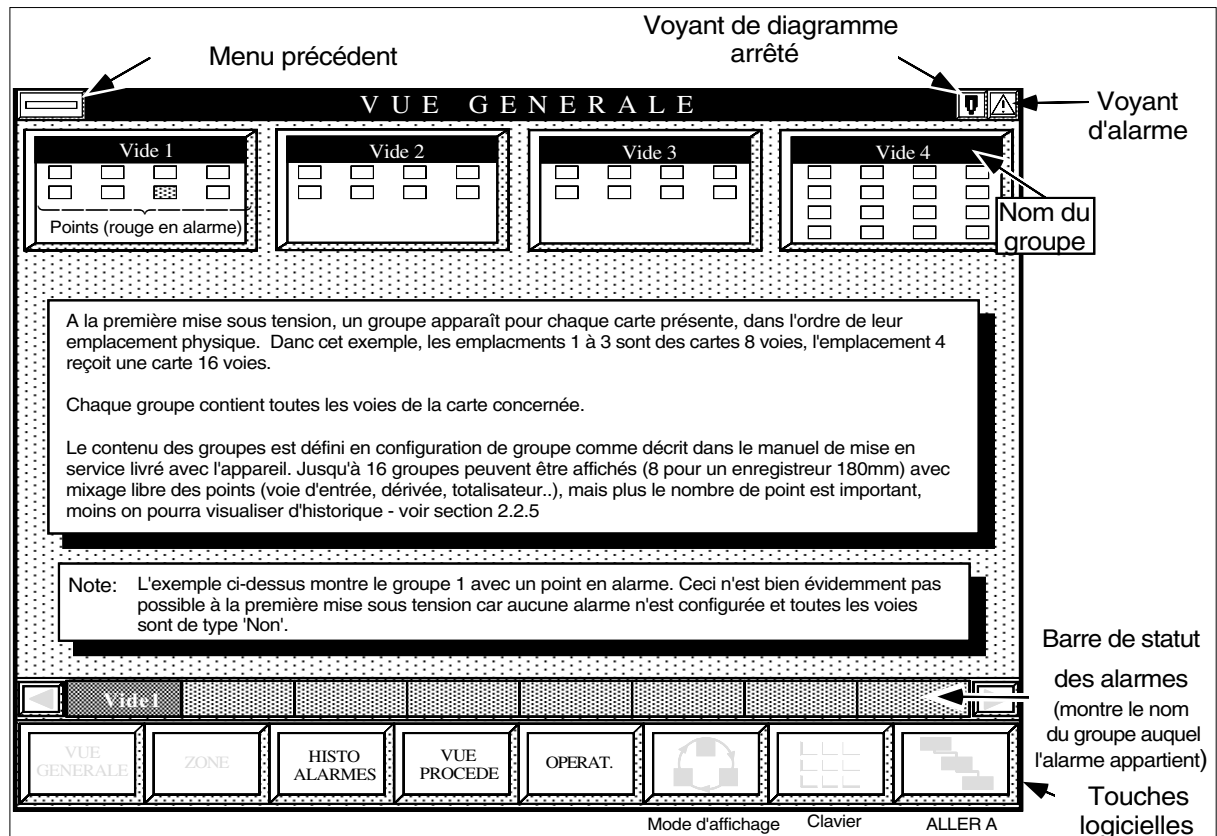 Menu précédent
Voyant de diagramme
arrêté
VUE GENERALE
Voyant
d'alarme
Vide 1
Vide 2
Vide 3
Vide 4
Points (rouge en alarme)
Nom du
groupe
A la première mise sous tension, un groupe apparaît pour chaque carte présente, dans l'ordre de leur
emplacement physique. Danc cet exemple, les emplacments 1 à 3 sont des cartes 8 voies, l'emplacement 4
reçoit une carte 16 voies.
Chaque groupe contient toutes les voies de la carte concernée.
Le contenu des groupes est défini en configuration de groupe comme décrit dans le manuel de mise en
service livré avec l'appareil. Jusqu'à 16 groupes peuvent être affichés (8 pour un enregistreur 180mm) avec
mixage libre des points (voie d'entrée, dérivée, totalisateur..), mais plus le nombre de point est important,
moins on pourra visualiser d'historique - voir section 2.2.5
Note: L'exemple ci-dessus montre le groupe 1 avec un point en alarme. Ceci n'est bien évidemment pas
possible à la première mise sous tension car aucune alarme n'est configurée et toutes les voies
sont de type 'Non'.
Barre de statut
des alarmes
(montre le nom
du groupe auquel
l'alarme appartient)
Vide1
VUE
GENERALE
ZONE
HISTO
ALARMES
VUE
PROCEDE
OPERAT.
Mode d'affichage
Clavier
ALLER A
Touches
logicielles